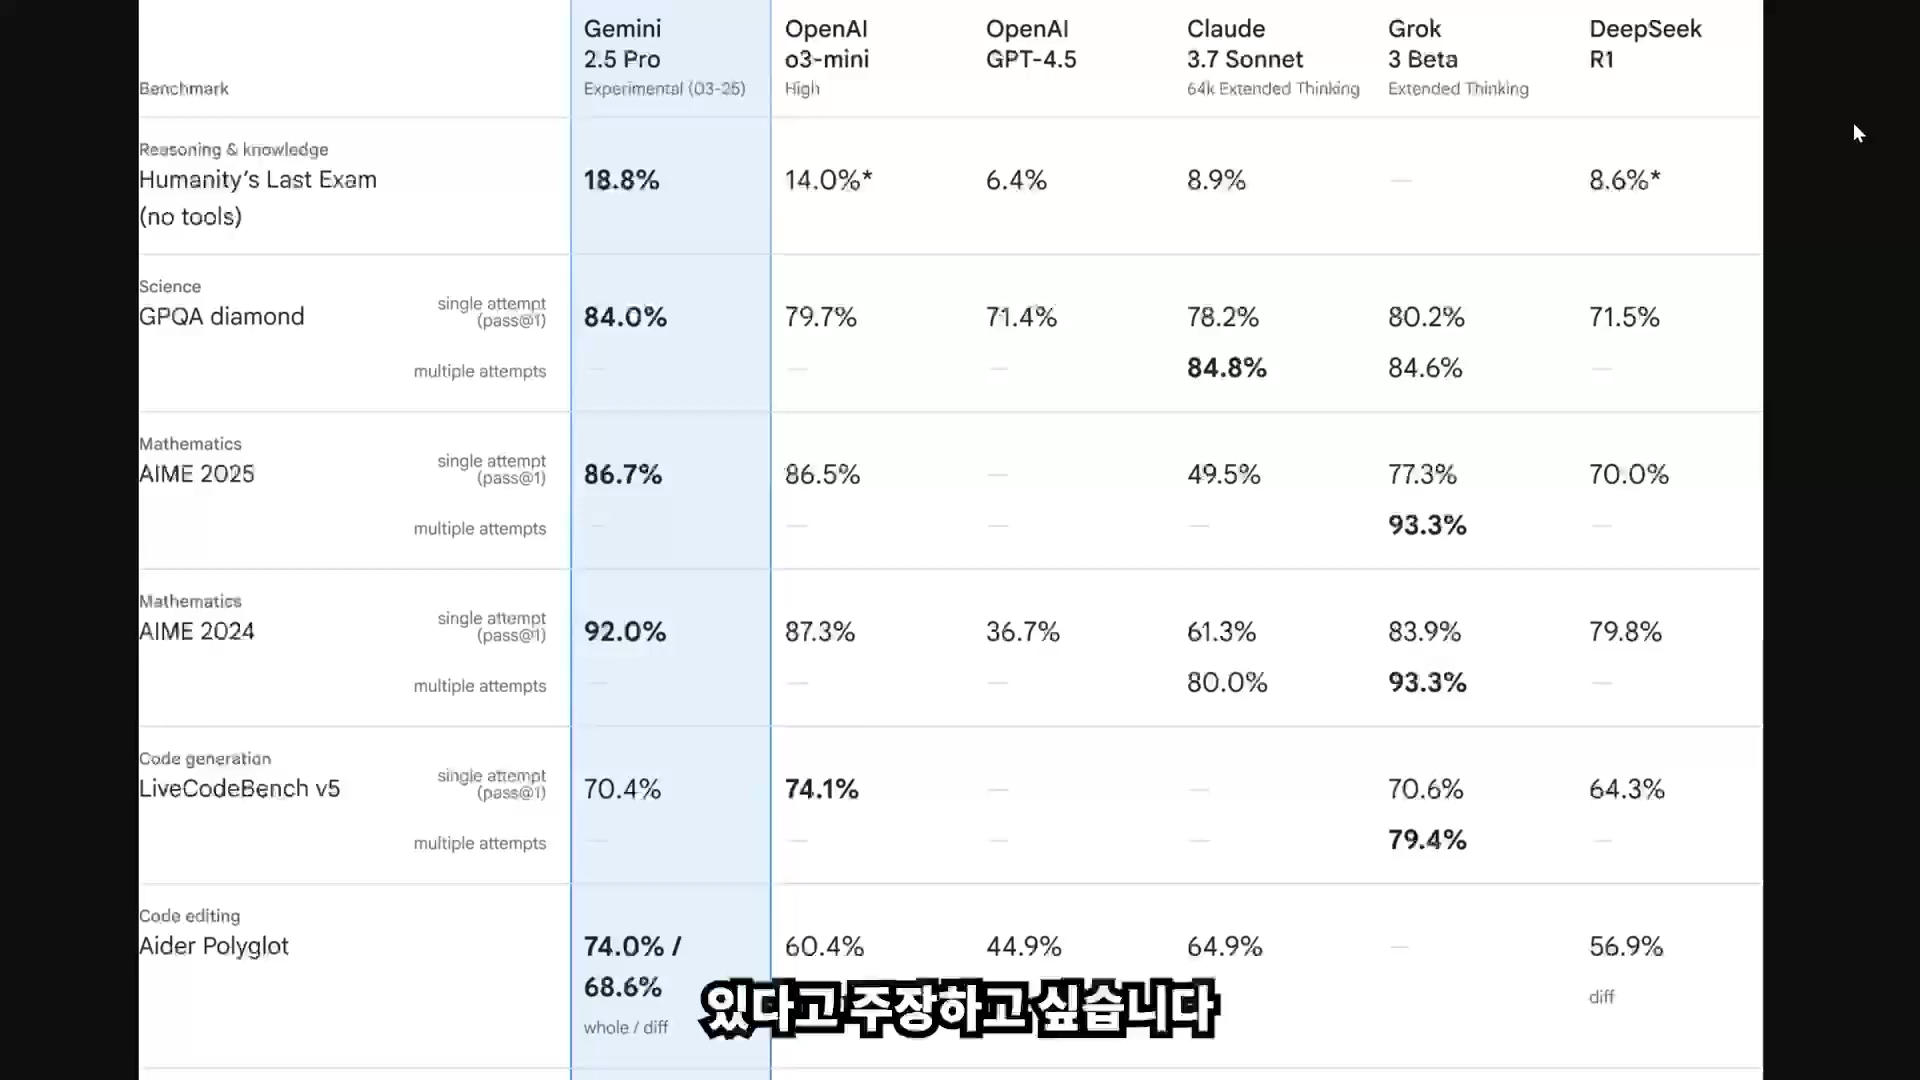 Benchmark
Gemini 2.5 Pro Experimental (03-25)
OpenAI o3-mini High
OpenAI GPT-4.5
Claude 3.7 Sonnet 64k Extended Thinking
Grok 3 Beta Extended Thinking
DeepSeek R1
Reasoning & knowledge
Humanity's Last Exam (no tools)
18.8% 14.0%* 6.4% 8.9% — 8.6%*
Science
GPQA diamond
single attempt (pass@1) 84.0% 79.7% 71.4% 78.2% 80.2% 71.5%
multiple attempts — — — 84.8% 84.6% —
Mathematics
AIME 2025
single attempt (pass@1) 86.7% 86.5% — 49.5% 77.3% 70.0%
multiple attempts — — — — 93.3% —
Mathematics
AIME 2024
single attempt (pass@1) 92.0% 87.3% 36.7% 61.3% 83.9% 79.8%
multiple attempts — — — 80.0% 93.3% —
Code generation
LiveCodeBench v5
single attempt (pass@1) 70.4% 74.1% — — 70.6% 64.3%
multiple attempts — — — — 79.4% —
Code editing
Aider Polyglot
74.0% / 68.6% 60.4% 44.9% 64.9% — 56.9%
whole / diff
diff
있다고 주장하고 싶습니다